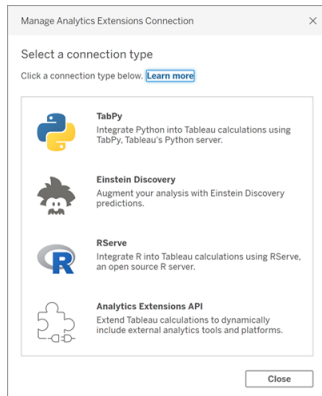 Manage Analytics Extensions Connection
Select a connection type
Click a connection type below. Learn more
TabPy
Integrate Python into Tableau calculations using
TabPy, Tableau's Python server.
Einstein Discovery
Augment your analysis with Einstein Discovery
predictions.
R
RServe
Integrate R into Tableau calculations using RServe,
an open source R server.
Analytics Extensions API
Extend Tableau calculations to dynamically
include external analytics tools and platforms.
Close